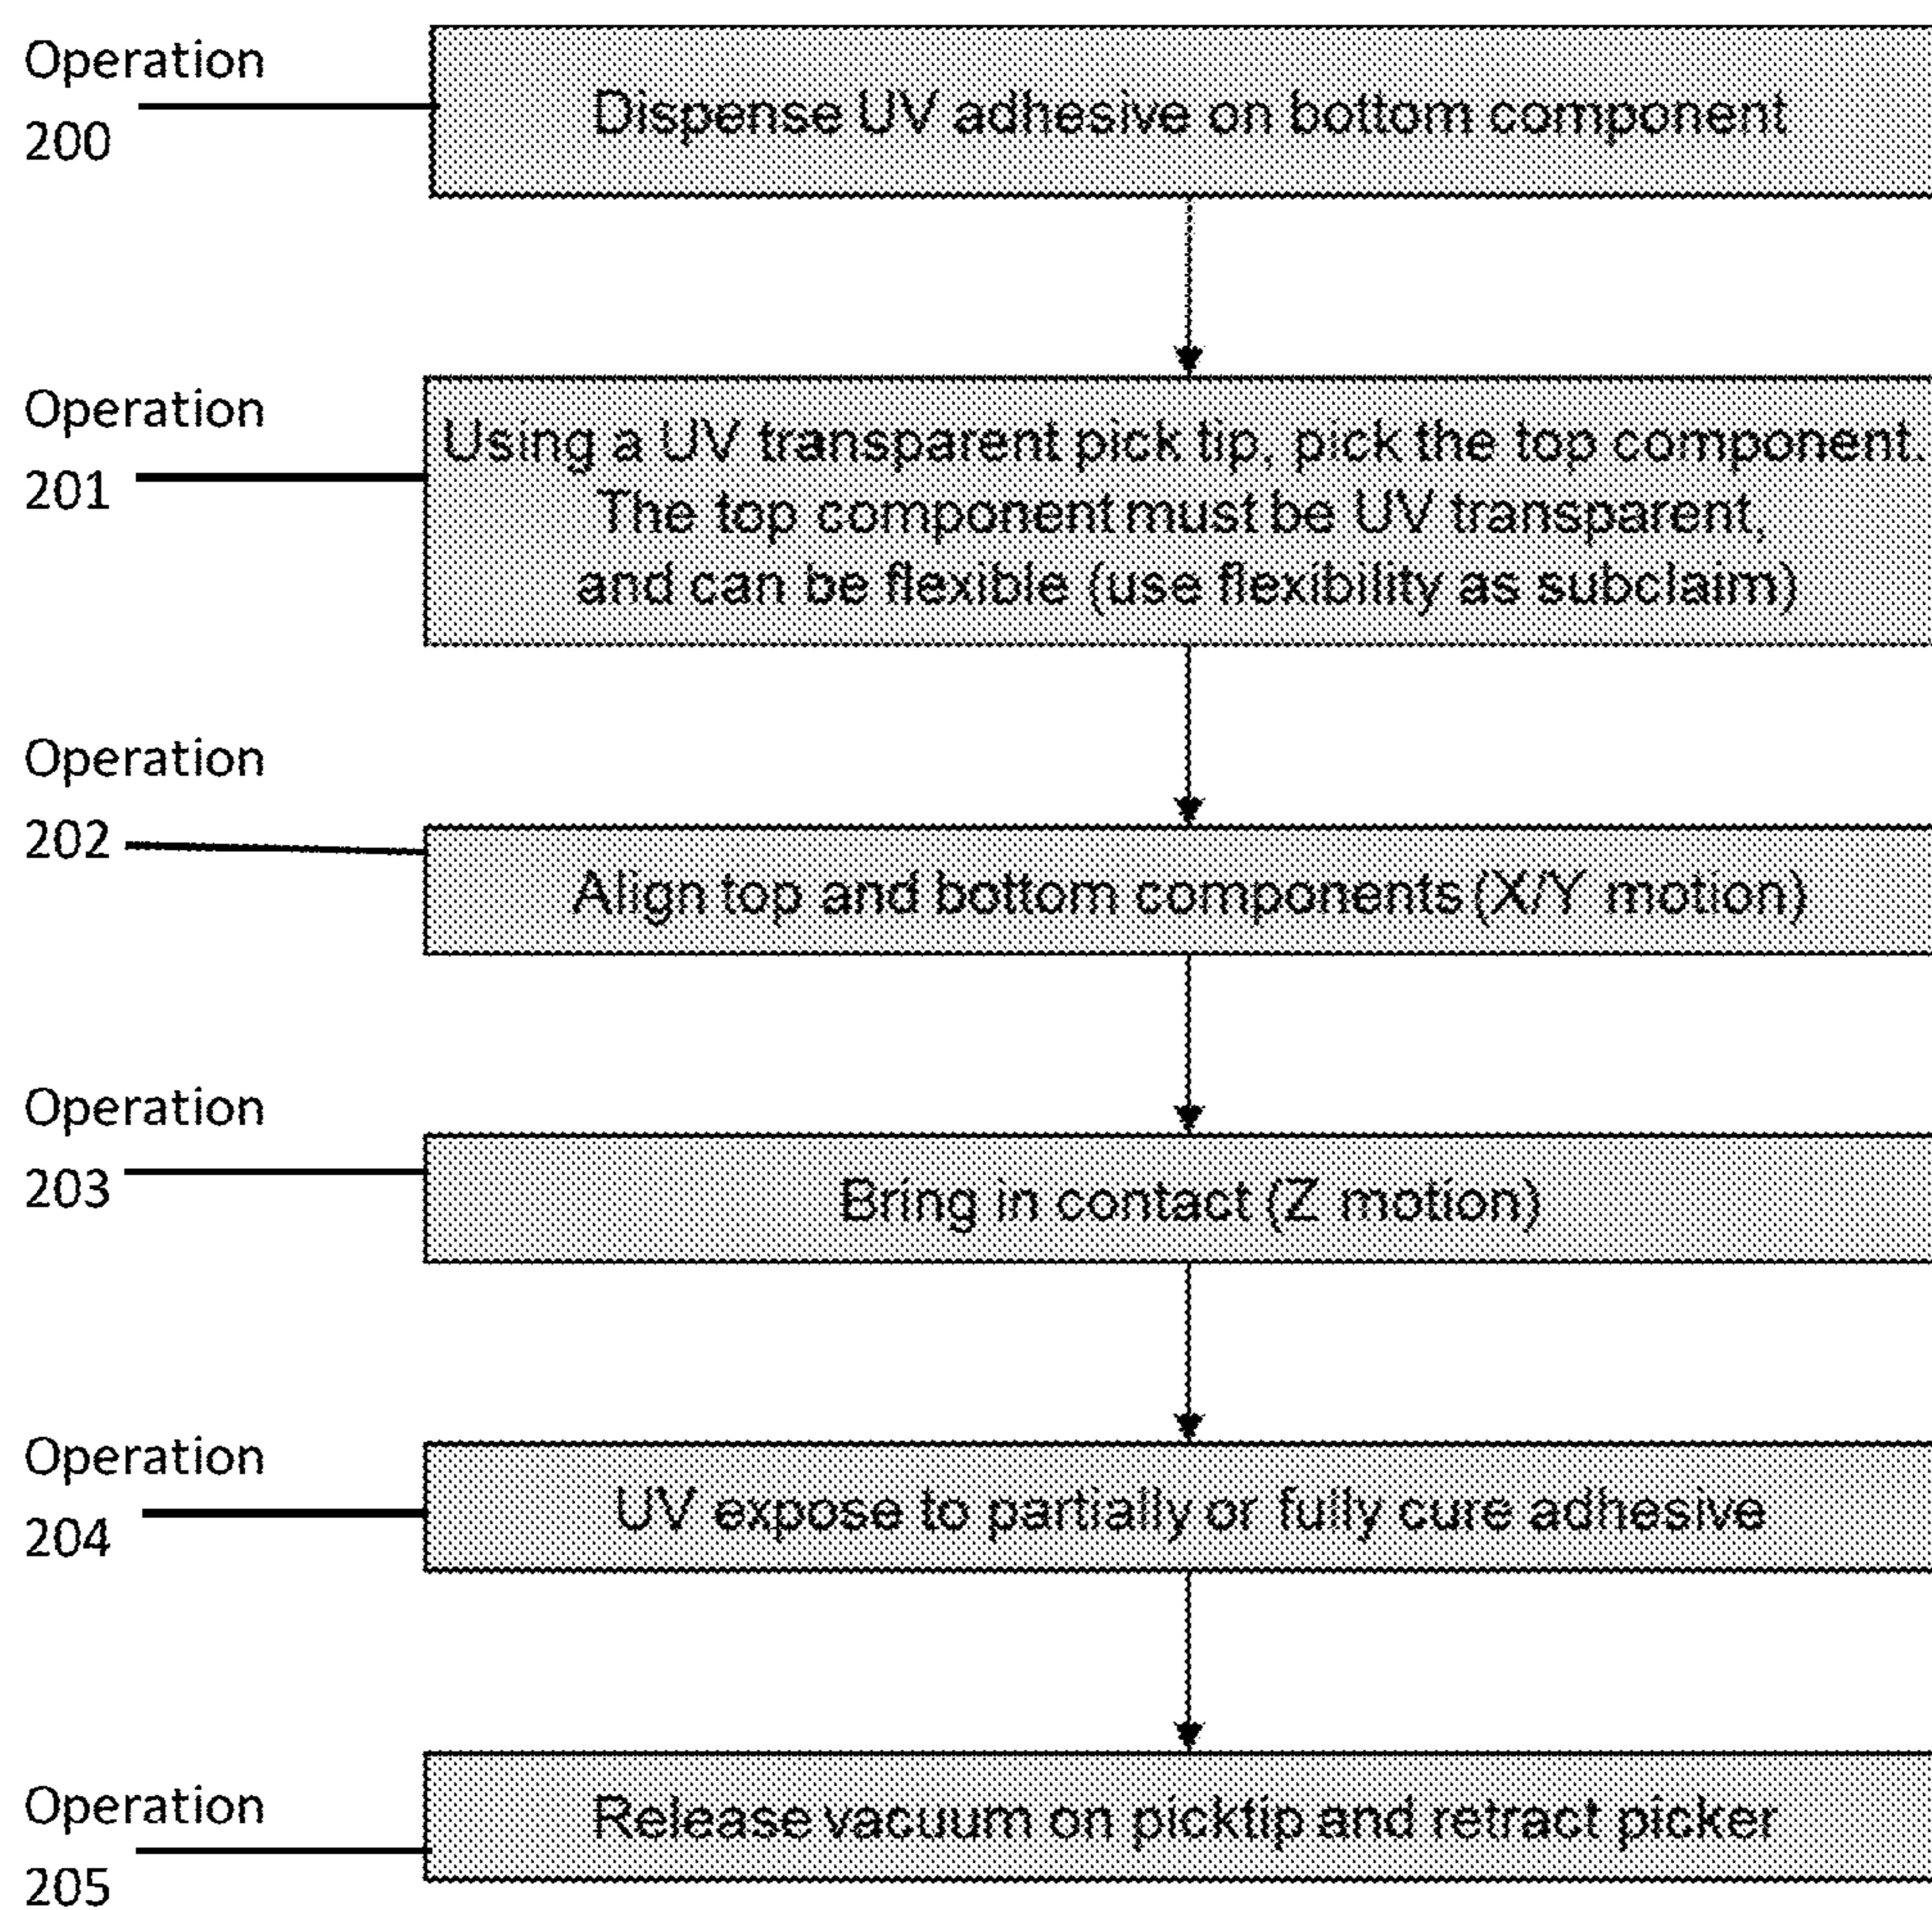 Operation
200
Dispense UV adhesive on bottom component
Operation
201
Using a UV transparent pick tip, pick the top component.
The top component must be UV transparent,
and can be flexible (use flexibility as subclaim)
Operation
202
Align top and bottom components (X/Y motion)
Operation
203
Bring in contact (Z motion)
Operation
204
UV expose to partially or fully cure adhesive
Operation
205
Release vacuum on picktip and retract picker